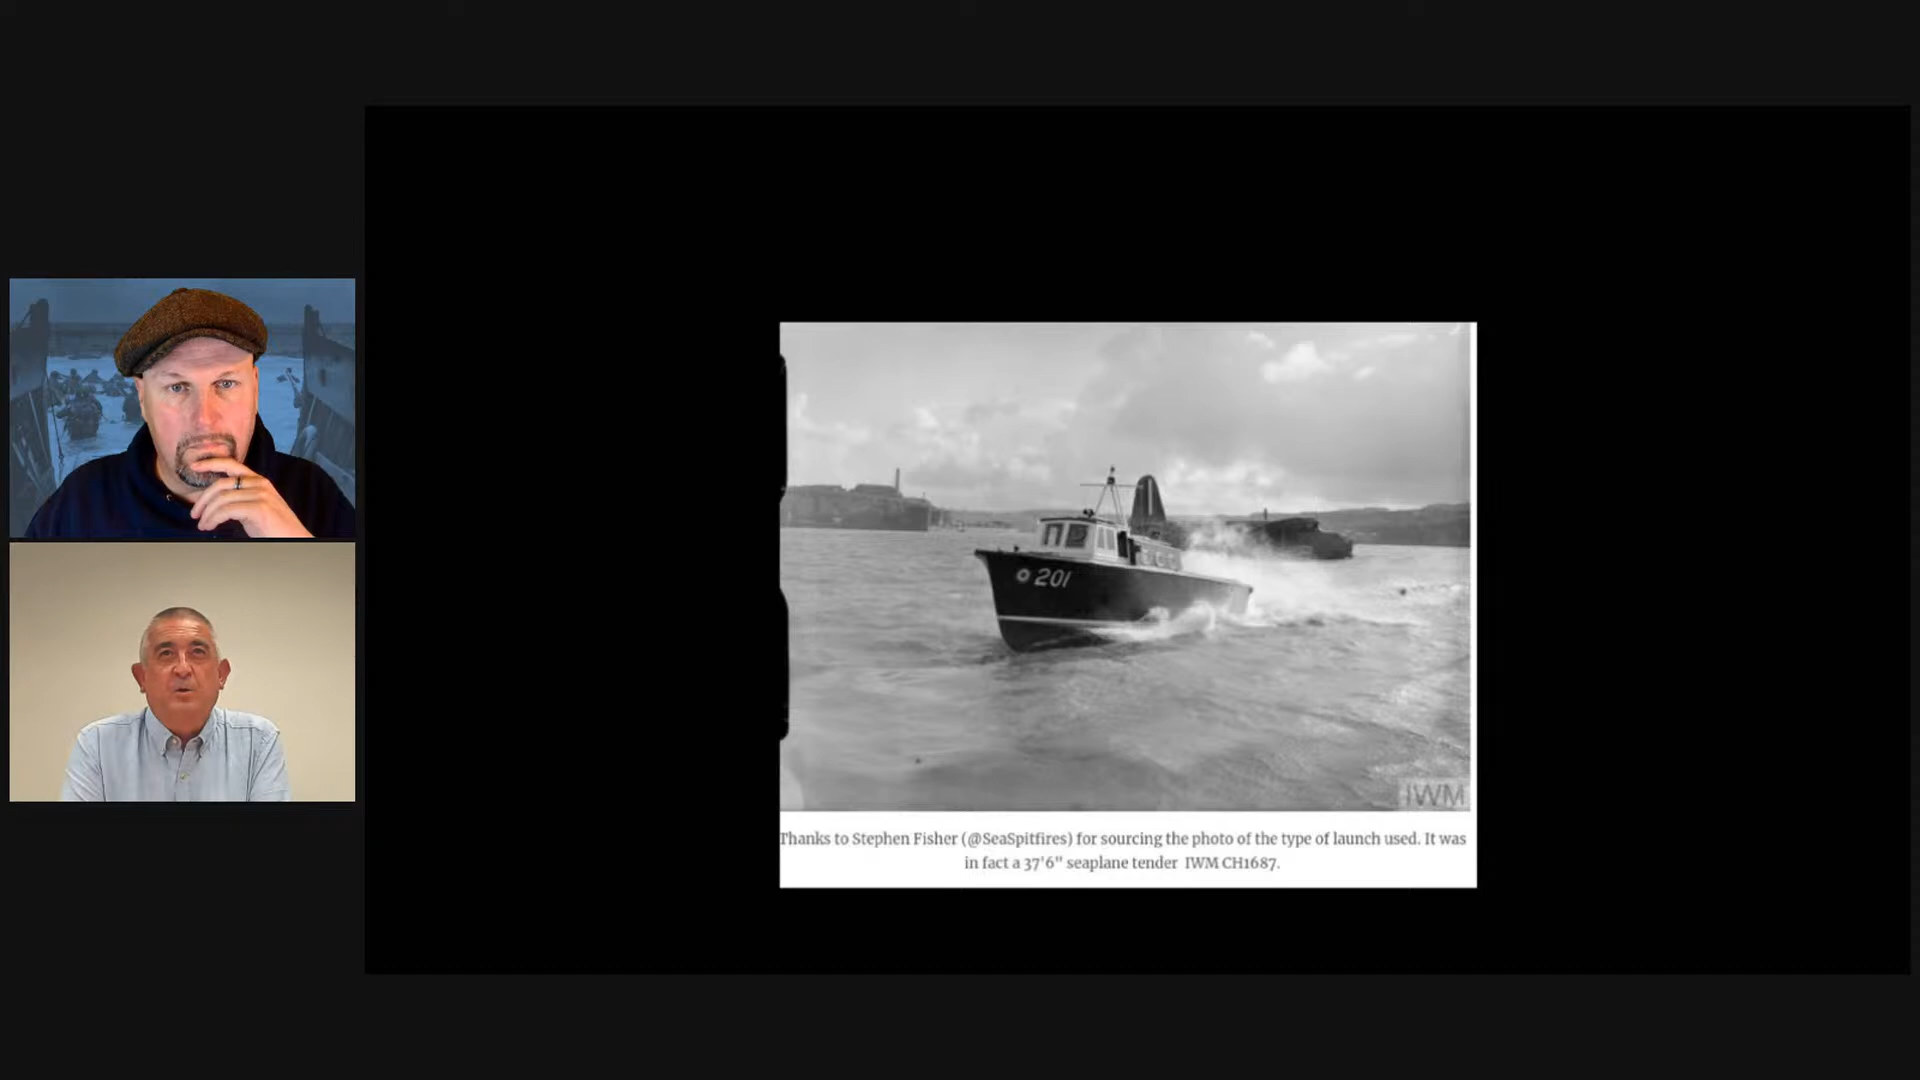 201
IWM
Thanks to Stephen Fisher (@SeaSpitfires) for sourcing the photo of the type of launch used. It was
in fact a 37'6" seaplane tender IWM CH1687.